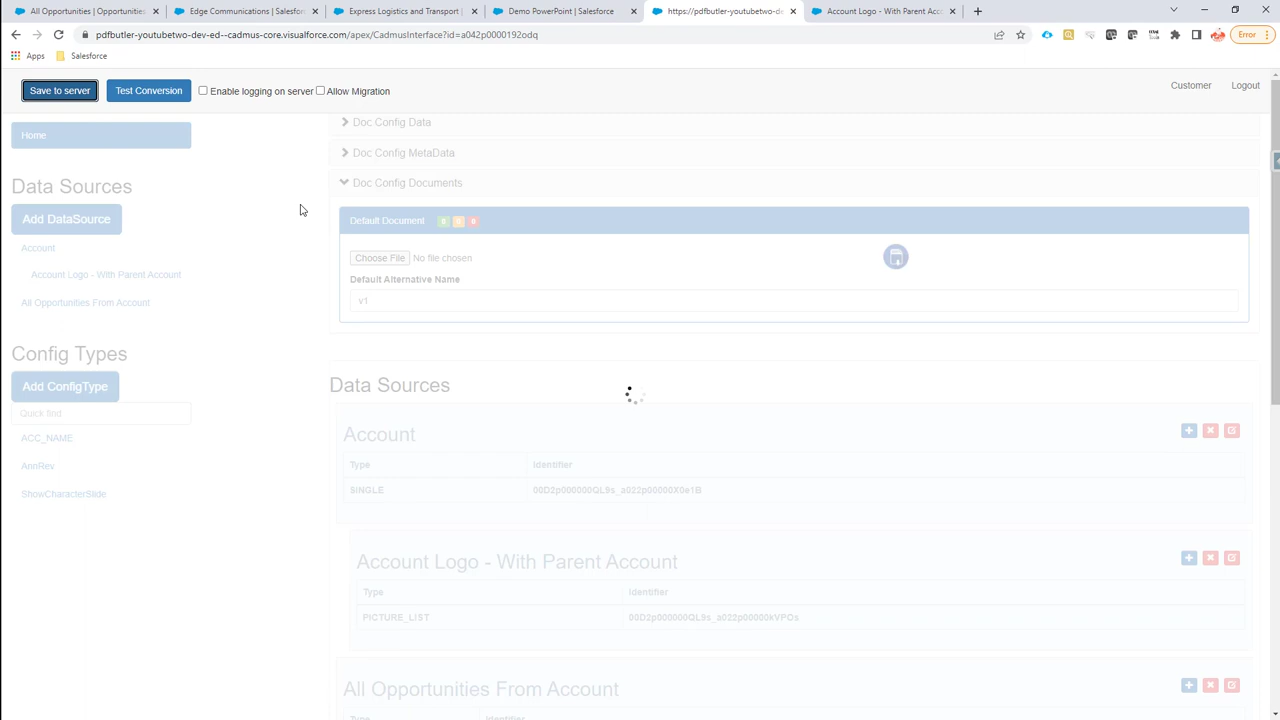 All Opportunities | Opportunities
Edge Communications | Salesfor
Express Logistics and Transport |
Demo PowerPoint | Salesforce
https://pdfbutler-youtubetwo-de
Account Logo - With Parent Acco
pdfbutler-youtubetwo-dev-ed--cadmus-core.visualforce.com/apex/CadmusInterface?id=a042p0000192odq
Error
Apps
Salesforce
Save to server
Test Conversion
Enable logging on server
Allow Migration
Customer
Logout
Home
Doc Config Data
Doc Config MetaData
Data Sources
Doc Config Documents
Add DataSource
Default Document
Account
Choose File No file chosen
Account Logo - With Parent Account
Default Alternative Name
All Opportunities From Account
v1
Config Types
Add ConfigType
Data Sources
Quick find
ACC_NAME
Account
AnnRev
Type
Identifier
ShowCharacterSlide
SINGLE
00D2p000000QL9s_a022p00000X0e1B
Account Logo - With Parent Account
Type
Identifier
PICTURE_LIST
00D2p000000QL9s_a022p00000kVPOs
All Opportunities From Account
Type
Identifier